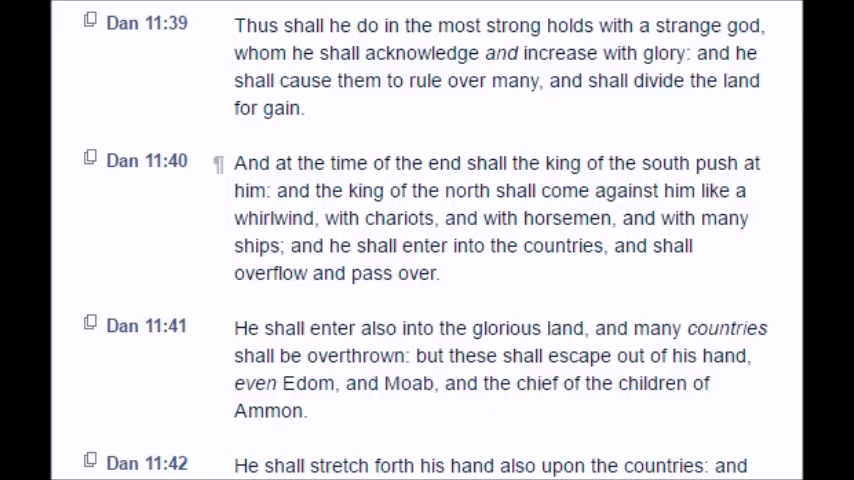 Dan 11:39 Thus shall he do in the most strong holds with a strange god,
whom he shall acknowledge and increase with glory: and he
shall cause them to rule over many, and shall divide the land
for gain.
Dan 11:40 ¶ And at the time of the end shall the king of the south push at
him: and the king of the north shall come against him like a
whirlwind, with chariots, and with horsemen, and with many
ships; and he shall enter into the countries, and shall
overflow and pass over.
Dan 11:41 He shall enter also into the glorious land, and many countries
shall be overthrown: but these shall escape out of his hand,
even Edom, and Moab, and the chief of the children of
Ammon.
Dan 11:42 He shall stretch forth his hand also upon the countries: and